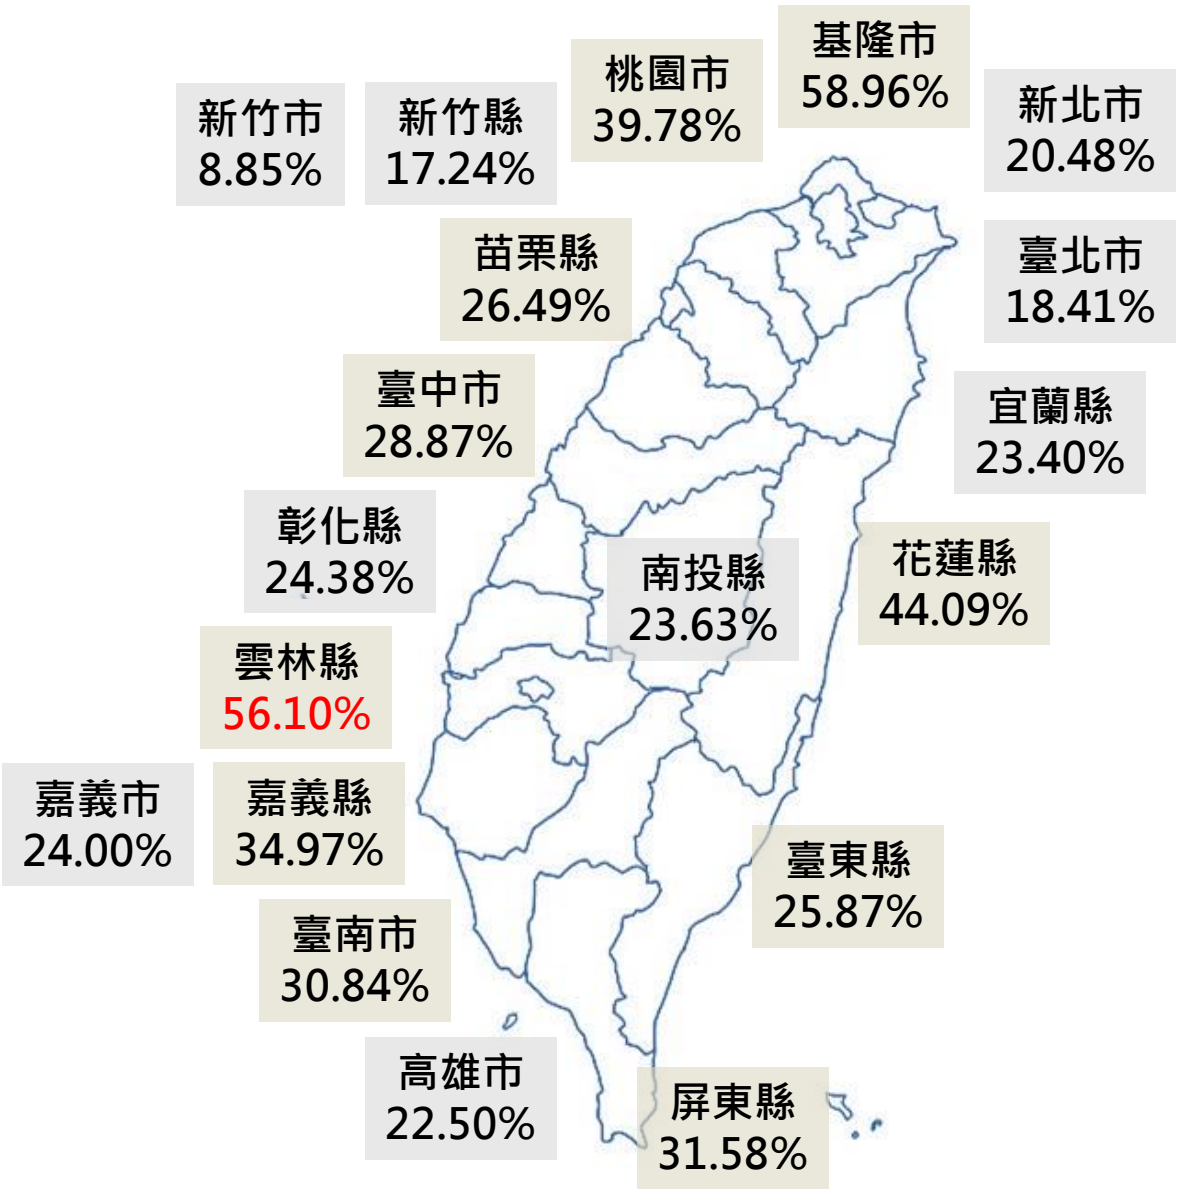 基隆市
58.96%
桃園市
39.78%
新北市
20.48%
新竹市
8.85%
新竹縣
17.24%
苗栗縣
26.49%
臺北市
18.41%
臺中市
28.87%
宜蘭縣
23.40%
彰化縣
24.38%
南投縣
23.63%
花蓮縣
44.09%
雲林縣
56.10%
嘉義市
24.00%
嘉義縣
34.97%
臺東縣
25.87%
臺南市
30.84%
高雄市
22.50%
屏東縣
31.58%